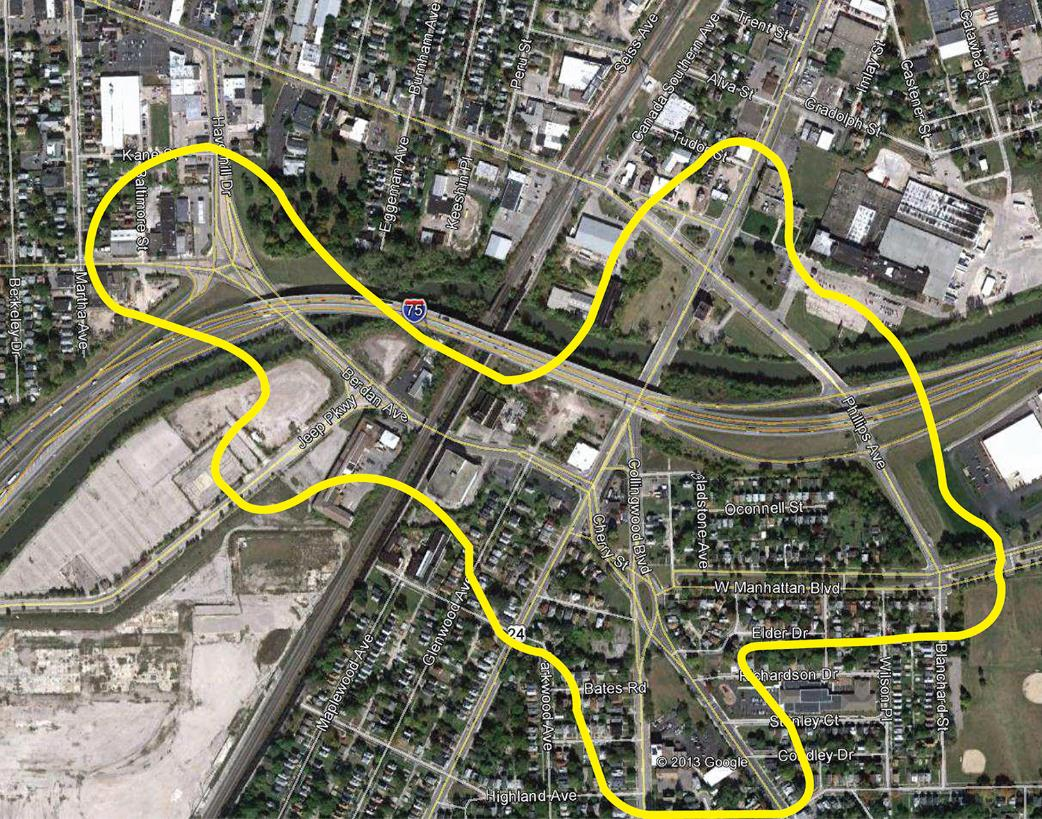 Trent St
Catawba St
Burnham Ave
Peru St
Seiss Ave
Canada Southern Ave
Imlay St
Castener St
Alva St
Gradolph St
Tudor St
Kane St
Haverhill Dr
Baltimore St
Eggeman Ave
Keeshin Pl
Martha Ave
Berkeley Dr
75
Berdan Ave
Jeep Pkwy
Phillips Ave
Collingwood Blvd
Gladstone Ave
Oconnell St
Cherry St
W Manhattan Blvd
24
Elder Dr
Glenwood Ave
Maplewood Ave
Bates Rd
Richardson Dr
Wilson Pl
Blanchard St
Stanley Ct
Condley Dr
© 2013 Google
Highland Ave